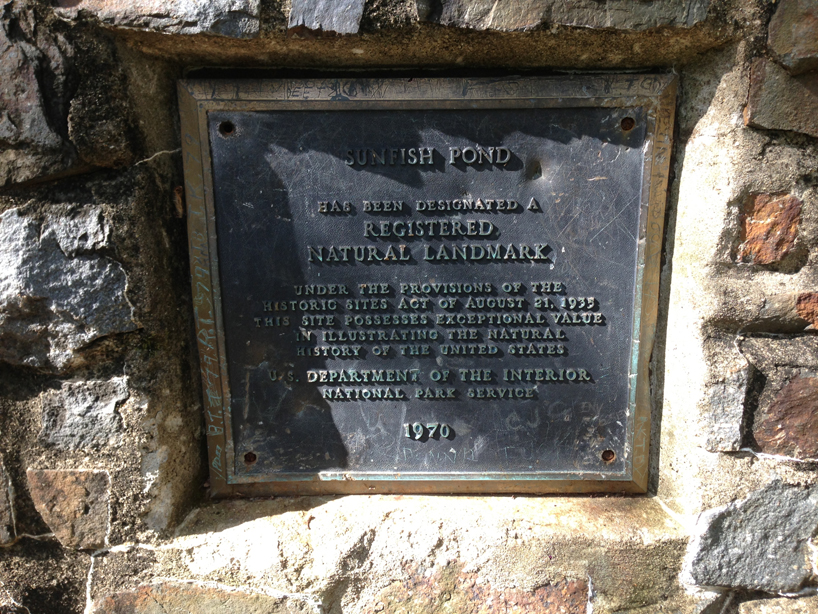 SUNFISH POND
HAS BEEN DESIGNATED A
REGISTERED
NATURAL LANDMARK
UNDER THE PROVISIONS OF THE
HISTORIC SITES ACT OF AUGUST 21, 1935
THIS SITE POSSESSES EXCEPTIONAL VALUE
IN ILLUSTRATING THE NATURAL
HISTORY OF THE UNITED STATES
U.S. DEPARTMENT OF THE INTERIOR
NATIONAL PARK SERVICE
1970